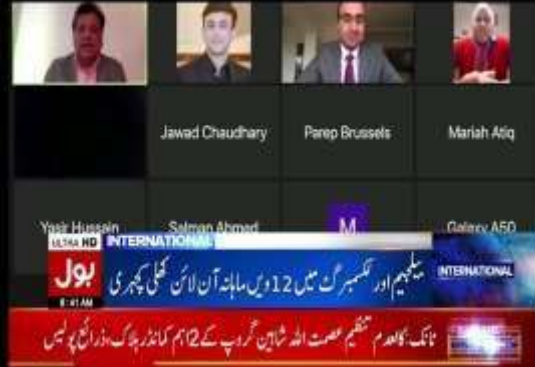 Jawad Chaudhary
Parep Brussels
Mariah Atiq
Yasir Hussain
Salman Ahmed
M
Galaxy A50
ULTRA HD
INTERNATIONAL
بول
8:41 AM
بیلجیم اور لکسمبرگ میں 12 ویں ماہانہ آن لائن کھلی کچہری
INTERNATIONAL
ٹانک: کالعدم تنظیم عصمت اللہ شاہین گروپ کے 2 اہم کمانڈر ہلاک، ذرائع پولیس